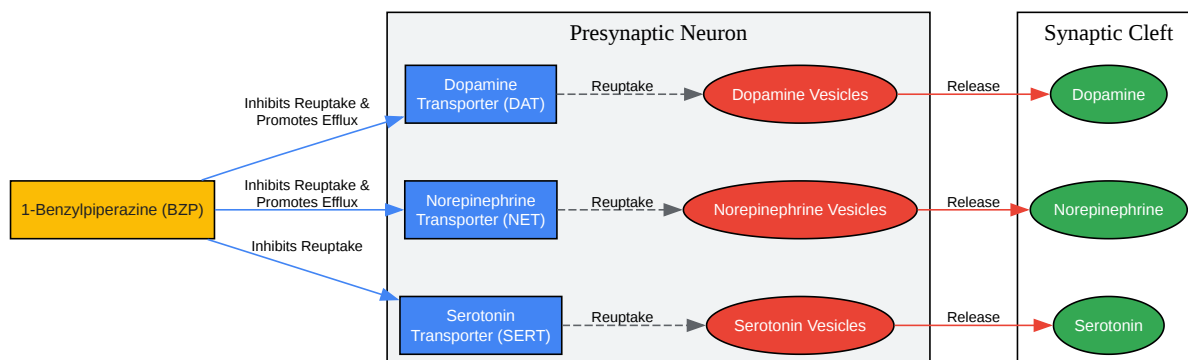 Presynaptic Neuron
Synaptic Cleft
Inhibits Reuptake &
Promotes Efflux
Dopamine
Transporter (DAT)
Reuptake
Dopamine Vesicles
Release
Dopamine
1-Benzylpiperazine (BZP)
Inhibits Reuptake &
Promotes Efflux
Norepinephrine
Transporter (NET)
Reuptake
Norepinephrine Vesicles
Release
Norepinephrine
Inhibits Reuptake
Serotonin
Transporter (SERT)
Reuptake
Serotonin Vesicles
Release
Serotonin